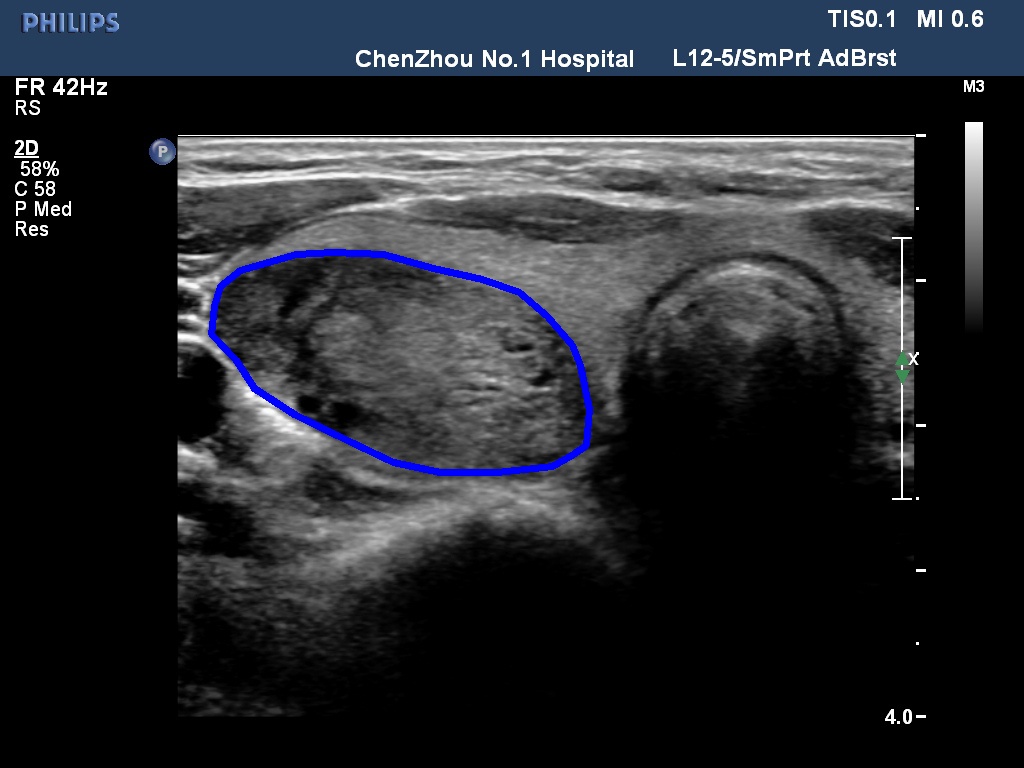 PHILIPS
TIS0.1 MI 0.6
ChenZhou No.1 Hospital L12-5/SmPrt AdBrst
FR 42Hz
RS
M3
2D
58%
C 58
P Med
Res
P
X
4.0